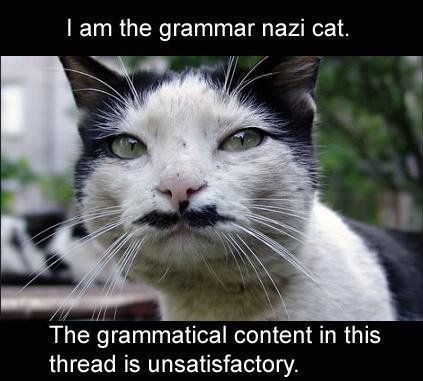 I am the grammar nazi cat.
The grammatical content in this
thread is unsatisfactory.